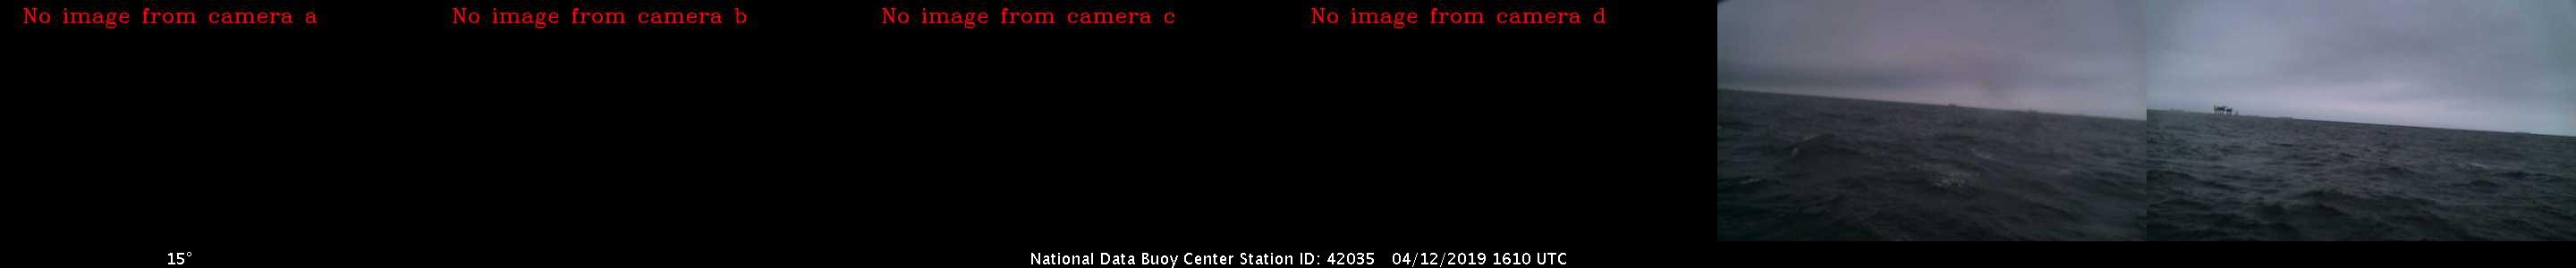 No image from camera a
No image from camera b
No image from camera c
No image from camera d
15°
National Data Buoy Center Station ID: 42035 04/12/2019 1610 UTC